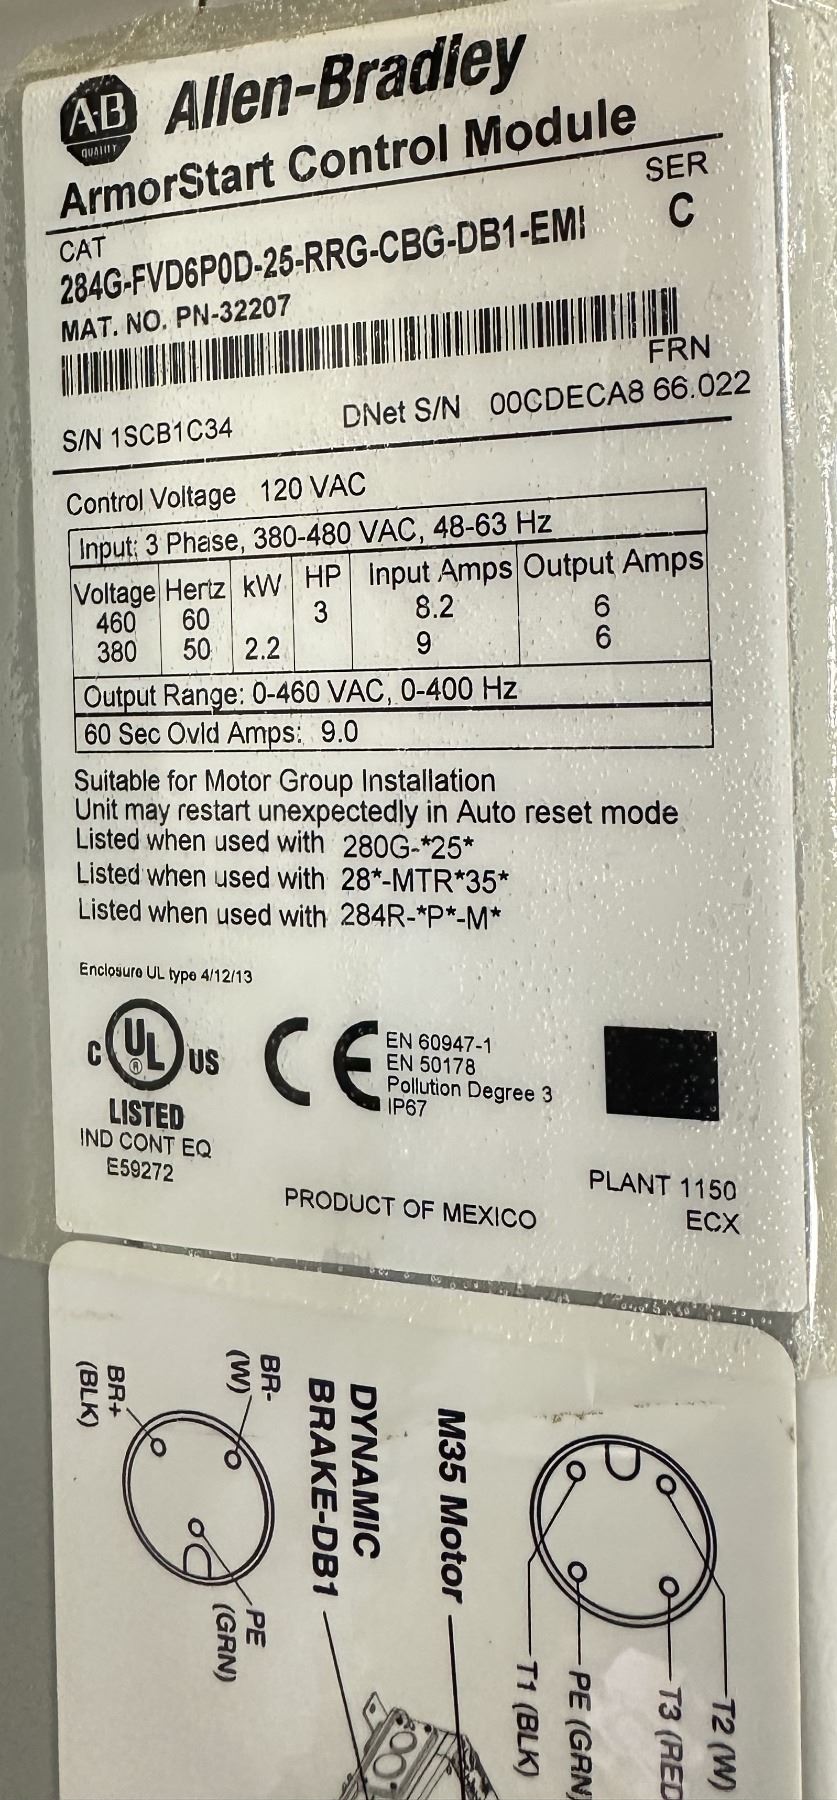 A-B
QUALITY
Allen-Bradley
ArmorStart Control Module
CAT
SER
284G-FVD6P0D-25-RRG-CBG-DB1-EMI
C
MAT. NO. PN-32207
FRN
S/N 1SCB1C34
DNet S/N 00CDECA8 66.022
Control Voltage 120 VAC
Input: 3 Phase, 380-480 VAC, 48-63 Hz
Voltage Hertz kW HP Input Amps Output Amps
460 60 3 8.2 6
380 50 2.2 9 6
Output Range: 0-460 VAC, 0-400 Hz
60 Sec Ovld Amps: 9.0
Suitable for Motor Group Installation
Unit may restart unexpectedly in Auto reset mode
Listed when used with 280G-*25*
Listed when used with 28*-MTR*35*
Listed when used with 284R-*P*-M*
Enclosure UL type 4/12/13
C UL ® US
LISTED
IND CONT EQ
E59272
CE
EN 60947-1
EN 50178
Pollution Degree 3
IP67
PRODUCT OF MEXICO
PLANT 1150
ECX
T2 (W)
T3 (RED
PE (GRN)
T1 (BLK)
M35 Motor
DYNAMIC
BRAKE-DB1
BR-
(W)
PE
(GRN)
BR+
(BLK)